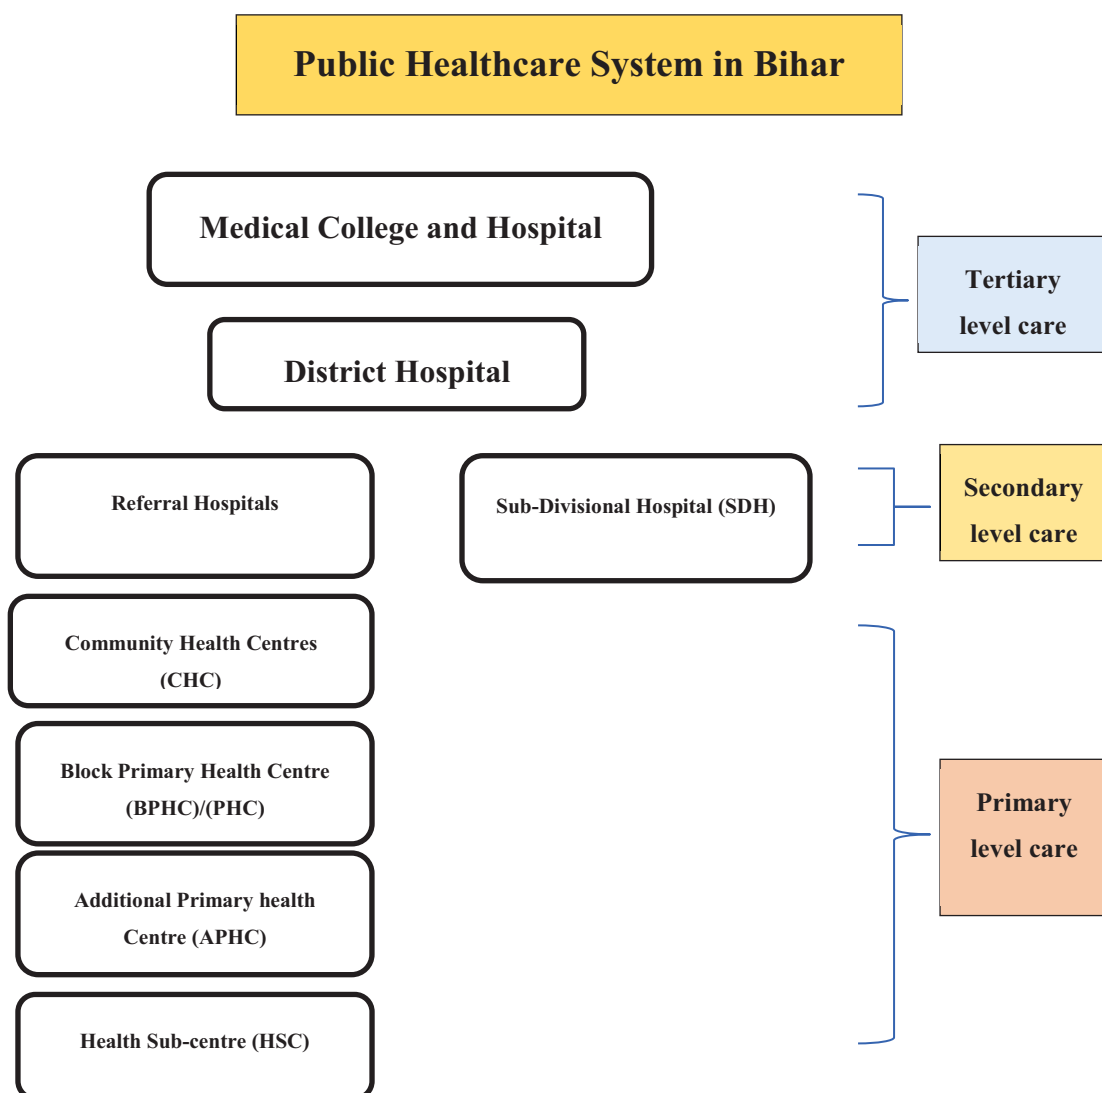 Public Healthcare System in Bihar
Medical College and Hospital
Tertiary
level care
District Hospital
Referral Hospitals
Sub-Divisional Hospital (SDH)
Secondary
level care
Community Health Centres
(CHC)
Block Primary Health Centre
(BPHC)/(PHC)
Primary
level care
Additional Primary health
Centre (APHC)
Health Sub-centre (HSC)